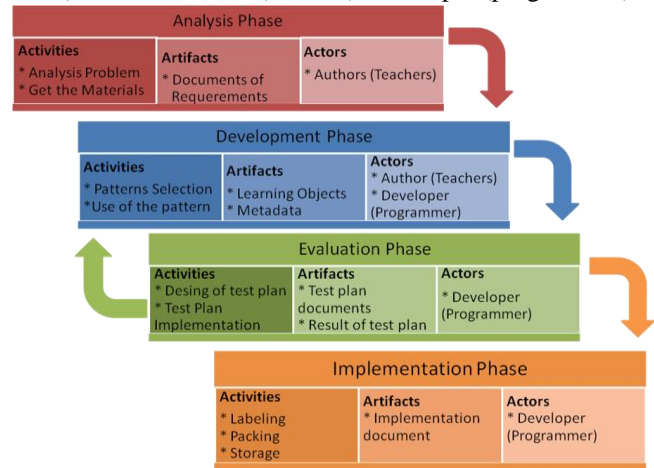 Analysis Phase
Activities
* Analysis Problem
* Get the Materials
Artifacts
* Documents of
Requerements
Actors
* Authors (Teachers)
Development Phase
Activities
* Patterns Selection
*Use of the pattern
Artifacts
* Learning Objects
* Metadata
Actors
* Author (Teachers)
* Developer
(Programmer)
Evaluation Phase
Activities
* Desing of test plan
* Test Plan
Implementation
Artifacts
* Test plan
documents
* Result of test plan
Actors
* Developer
(Programmer)
Implementation Phase
Activities
* Labeling
* Packing
* Storage
Artifacts
* Implementation
document
Actors
* Developer
(Programmer)